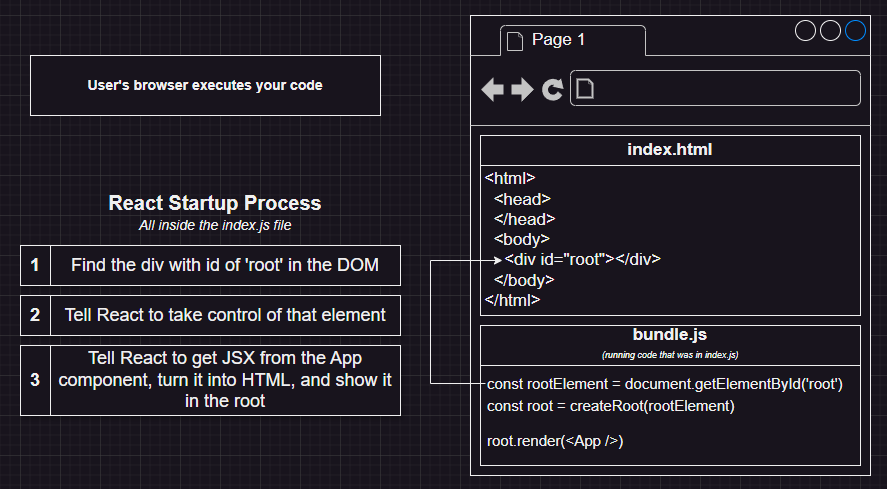 User's browser executes your code
React Startup Process
All inside the index.js file
1
Find the div with id of 'root' in the DOM
2
Tell React to take control of that element
3
Tell React to get JSX from the App
component, turn it into HTML, and show it
in the root
Page 1
index.html
<html>
<head>
</head>
<body>
<div id="root"></div>
</body>
</html>
bundle.js
(running code that was in index.js)
const rootElement = document.getElementById('root')
const root = createRoot(rootElement)
root.render(<App />)